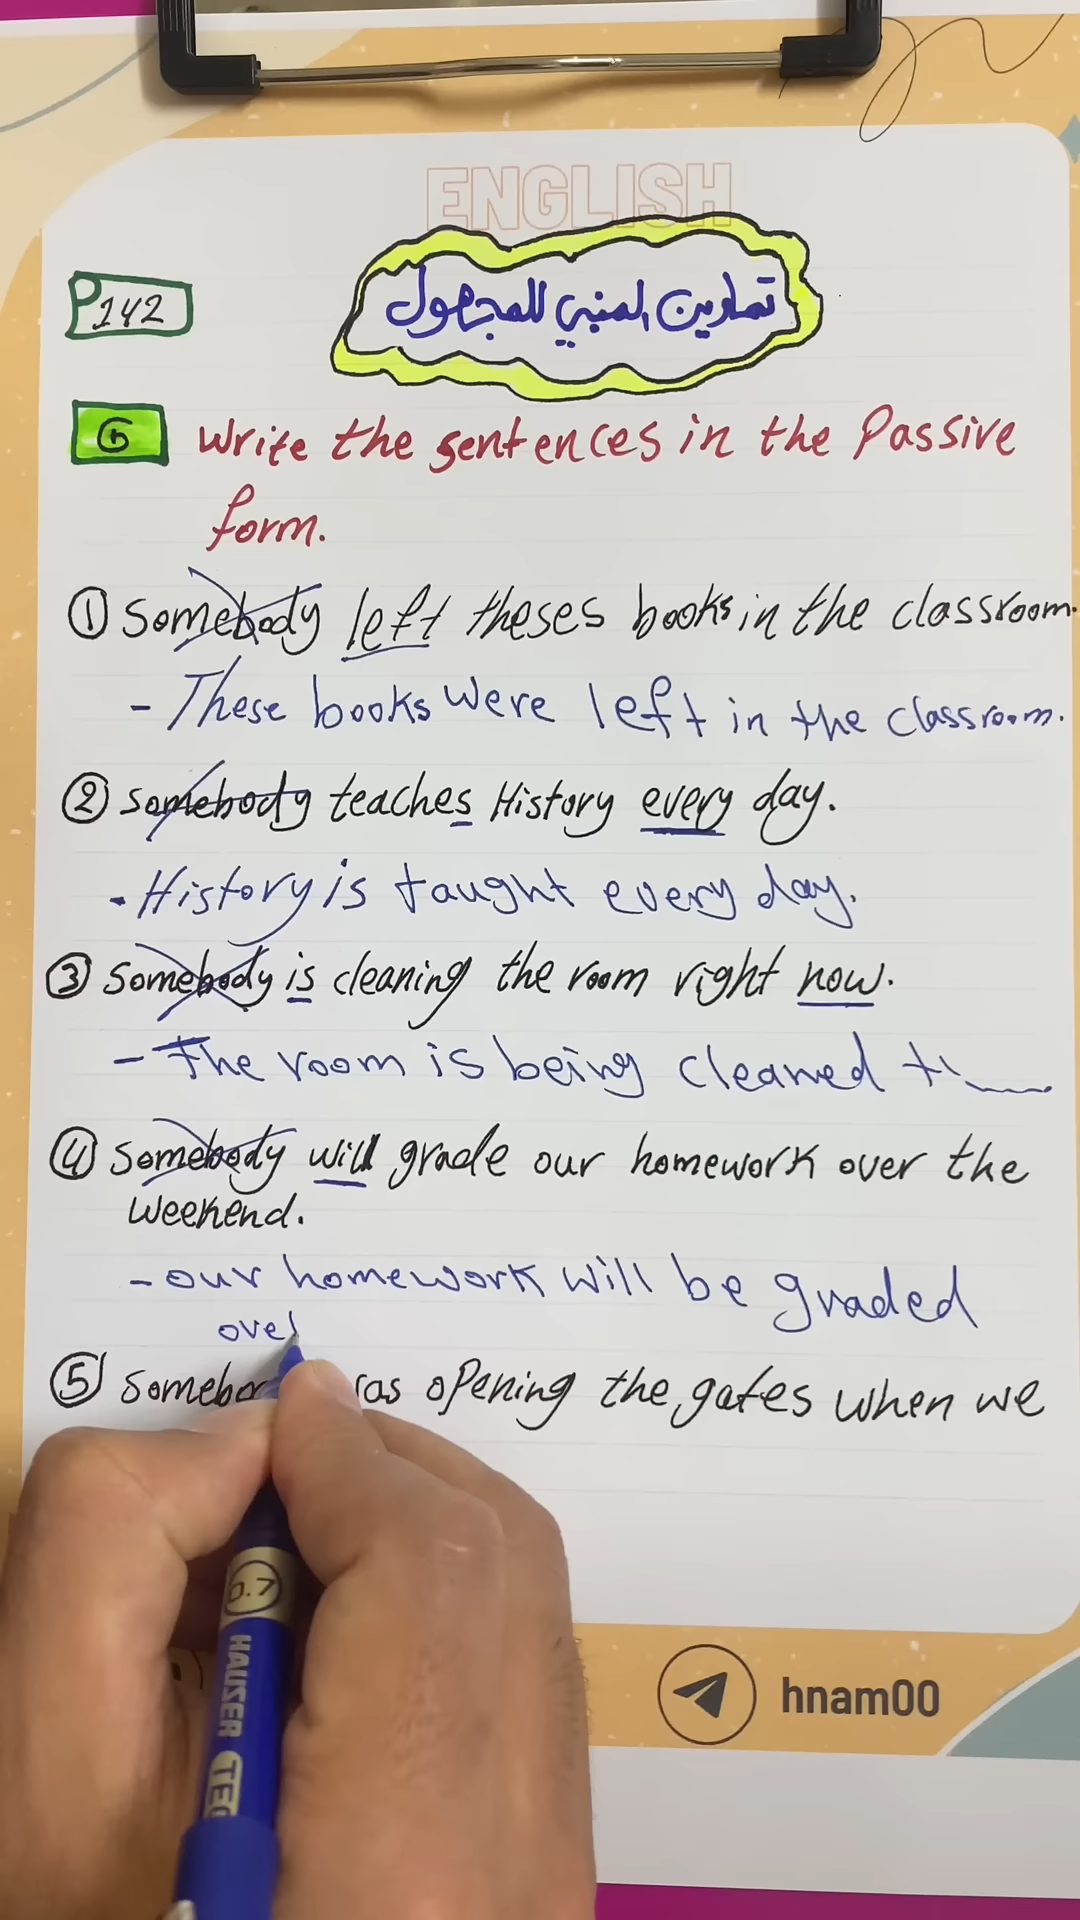 ENGLISH
P142
تمارين المبني للمجهول
G Write the sentences in the Passive
form.
① Somebody left theses books in the classroom.
- These books were left in the classroom.
② Somebody teaches History every day.
- History is taught every day.
③ Somebody is cleaning the room right now.
- The room is being cleaned
④ Somebody will grade our homework over the
weekend.
- our homework will be graded
over
⑤ opening the gates when we
0.7
HAUSER
hnam00